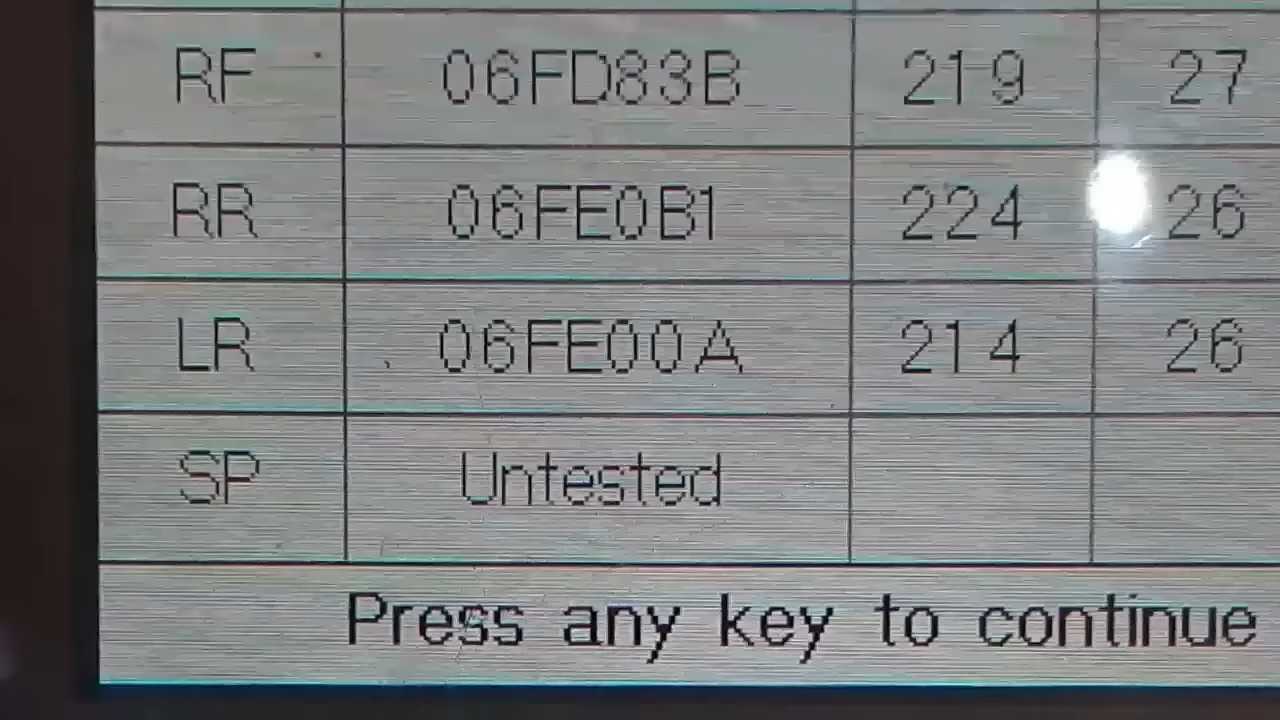 RF 06FD83B 219 27
RR 06FE0B1 224 26
LR 06FE00A 214 26
SP Untested
Press any key to continue